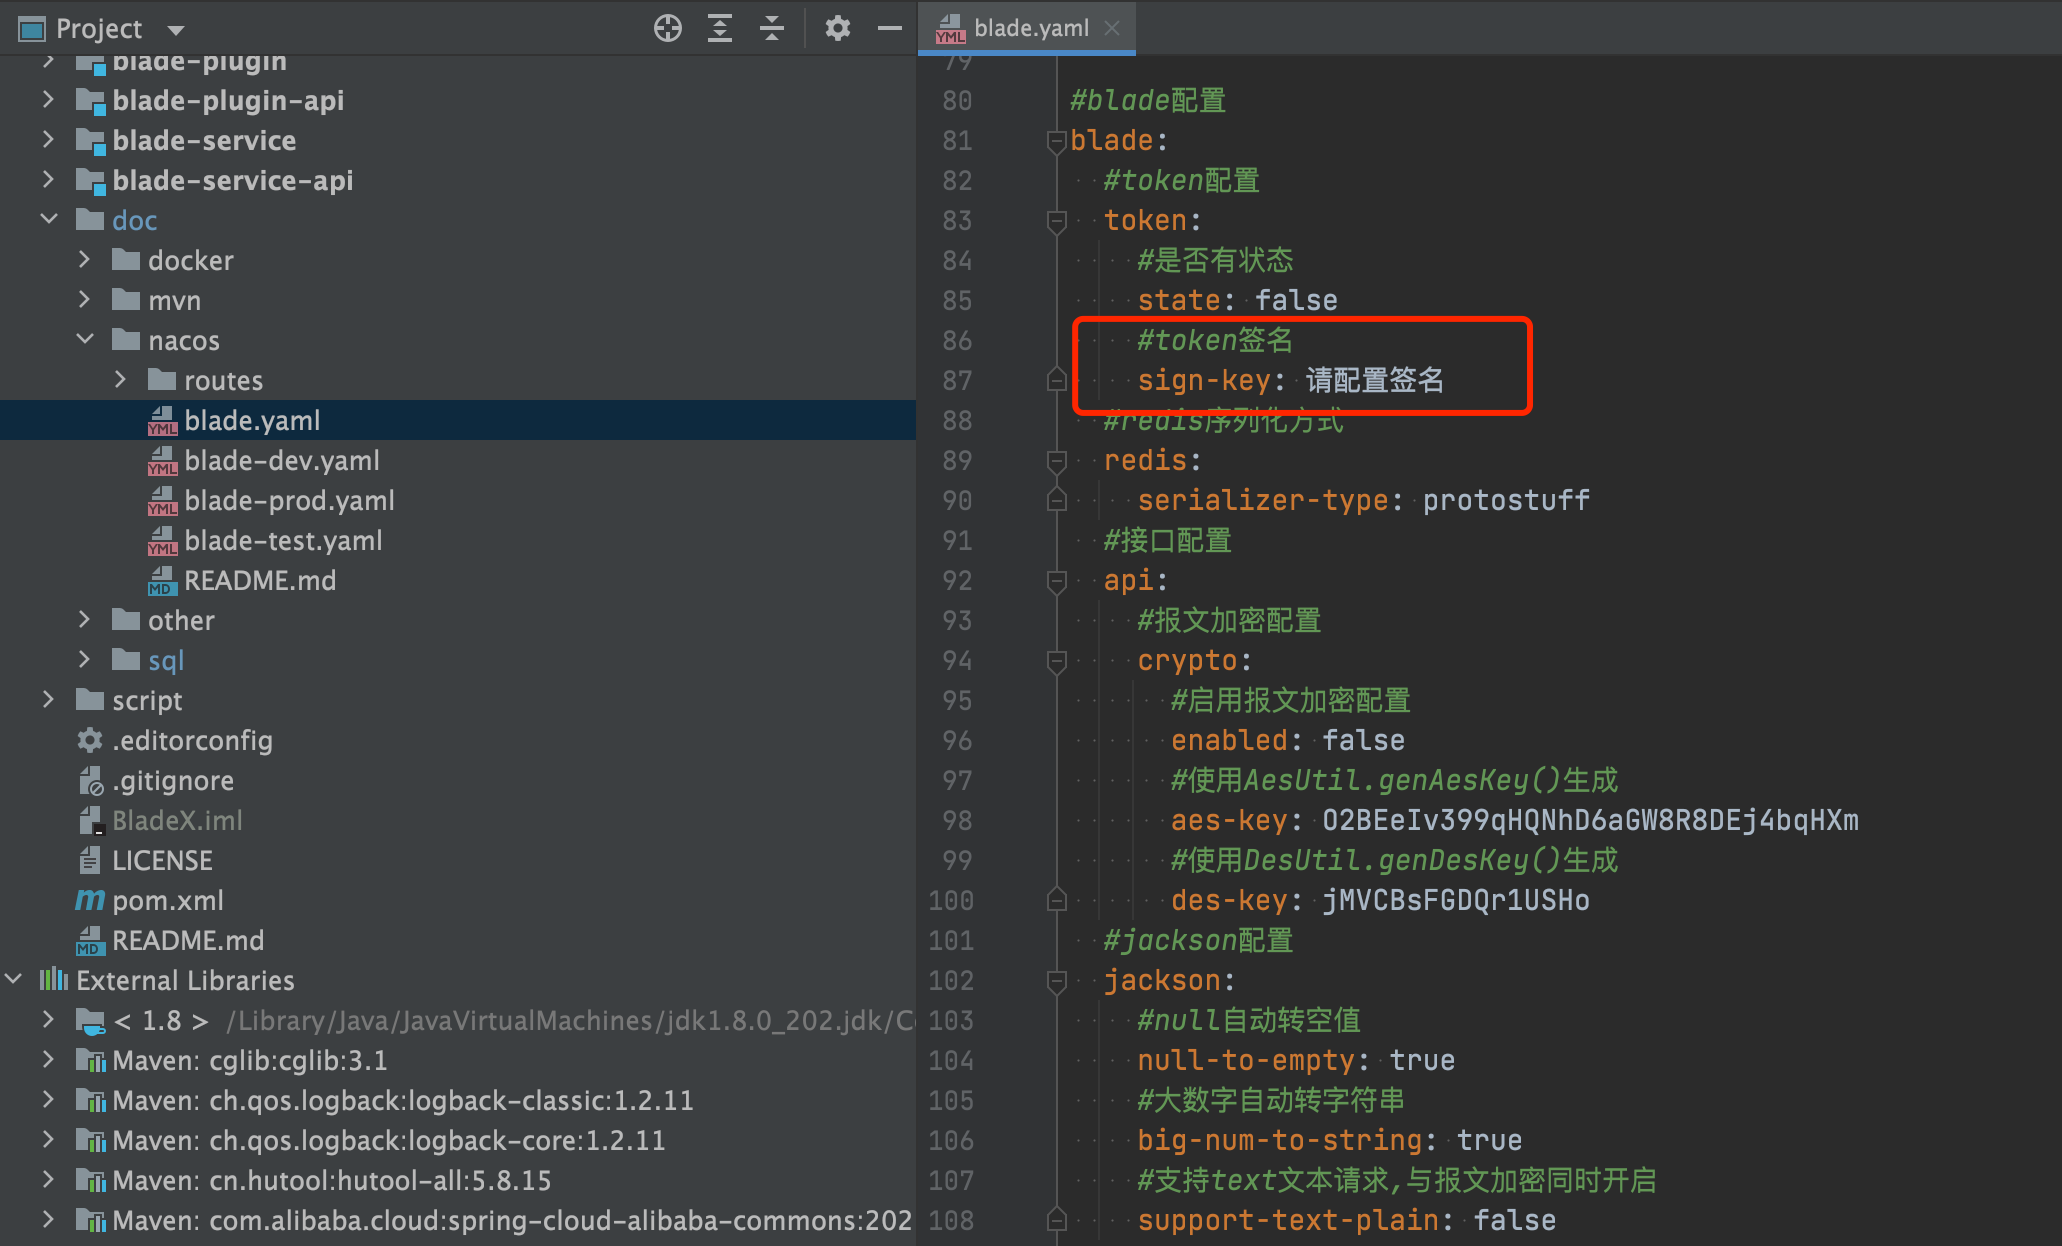 Project
blade-plugin
blade-plugin-api
blade-service
blade-service-api
doc
docker
mvn
nacos
routes
YML blade.yaml
YML blade-dev.yaml
YML blade-prod.yaml
YML blade-test.yaml
MD README.md
other
sql
script
.editorconfig
.gitignore
BladeX.iml
LICENSE
m pom.xml
MD README.md
External Libraries
< 1.8 > /Library/Java/JavaVirtualMachines/jdk1.8.0_202.jdk/C
Maven: cglib:cglib:3.1
Maven: ch.qos.logback:logback-classic:1.2.11
Maven: ch.qos.logback:logback-core:1.2.11
Maven: cn.hutool:hutool-all:5.8.15
Maven: com.alibaba.cloud:spring-cloud-alibaba-commons:202
YML blade.yaml
79
80 #blade配置
81 blade:
82 #token配置
83 token:
84 #是否有状态
85 state: false
86 #token签名
87 sign-key: 请配置签名
88 #redis序列化方式
89 redis:
90 serializer-type: protostuff
91 #接口配置
92 api:
93 #报文加密配置
94 crypto:
95 #启用报文加密配置
96 enabled: false
97 #使用AesUtil.genAesKey()生成
98 aes-key: O2BEeIv399qHQNhD6aGW8R8DEj4bqHXm
99 #使用DesUtil.genDesKey()生成
100 des-key: jMVCBsFGDQr1USHo
101 #jackson配置
102 jackson:
103 #null自动转空值
104 null-to-empty: true
105 #大数字自动转字符串
106 big-num-to-string: true
107 #支持text文本请求,与报文加密同时开启
108 support-text-plain: false